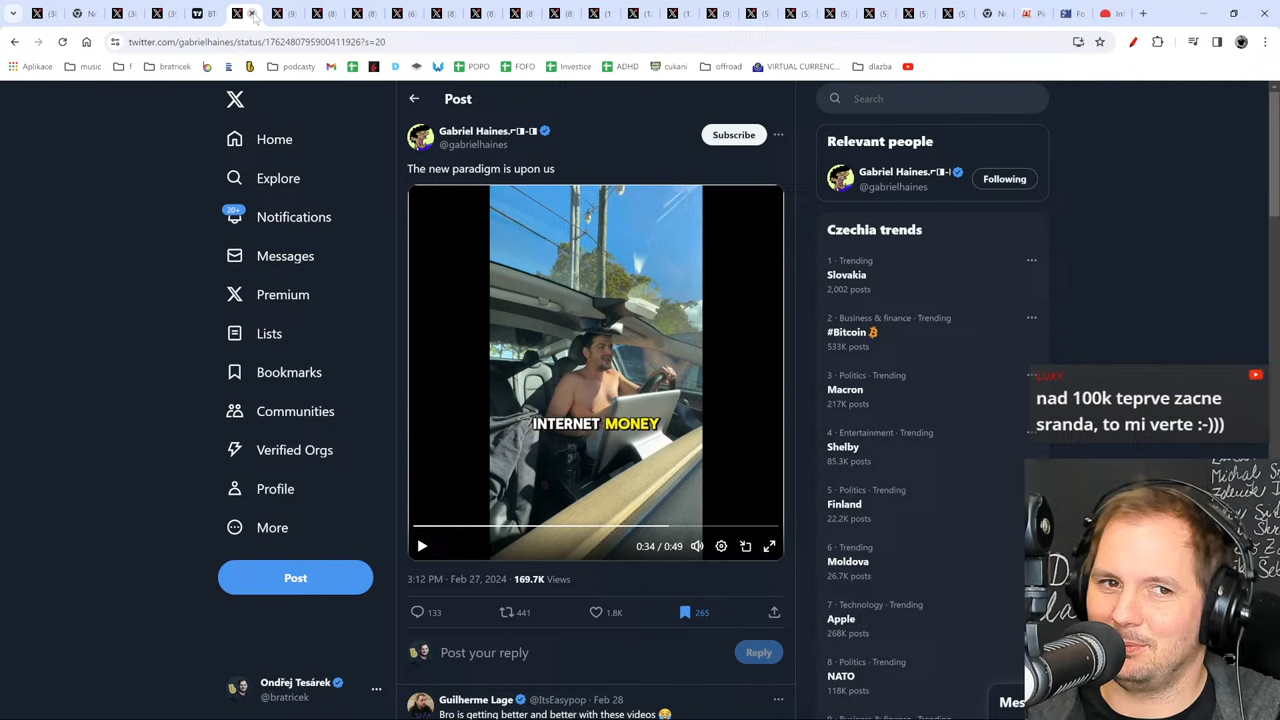 twitter.com/gabrielhaines/status/1762480795900411926?s=20
Aplikace
music
f
bratricek
podcasty
POPO
FOFO
Investice
ADHD
cukani
offroad
VIRTUAL CURRENC...
dlazba
Home
Explore
20+
Notifications
Messages
Premium
Lists
Bookmarks
Communities
Verified Orgs
Profile
More
Post
Ondřej Tesárek
@bratricek
Post
Gabriel Haines.
@gabrielhaines
Subscribe
The new paradigm is upon us
INTERNET MONEY
0:34 / 0:49
3:12 PM · Feb 27, 2024 · 169.7K Views
133
441
1.8K
265
Post your reply
Reply
Guilherme Lage @ItsEasypop · Feb 28
Bro is getting better and better with these videos 😂
Search
Relevant people
Gabriel Haines.
@gabrielhaines
Following
Czechia trends
1 · Trending
Slovakia
2,002 posts
2 · Business & finance · Trending
#Bitcoin
533K posts
3 · Politics · Trending
Macron
217K posts
4 · Entertainment · Trending
Shelby
85.3K posts
5 · Politics · Trending
Finland
22.2K posts
6 · Trending
Moldova
26.7K posts
7 · Technology · Trending
Apple
268K posts
8 · Politics · Trending
NATO
118K posts
Mes
LUKY
nad 100k teprve zacne
sranda, to mi verte :-)))
Michal
Zdeněk